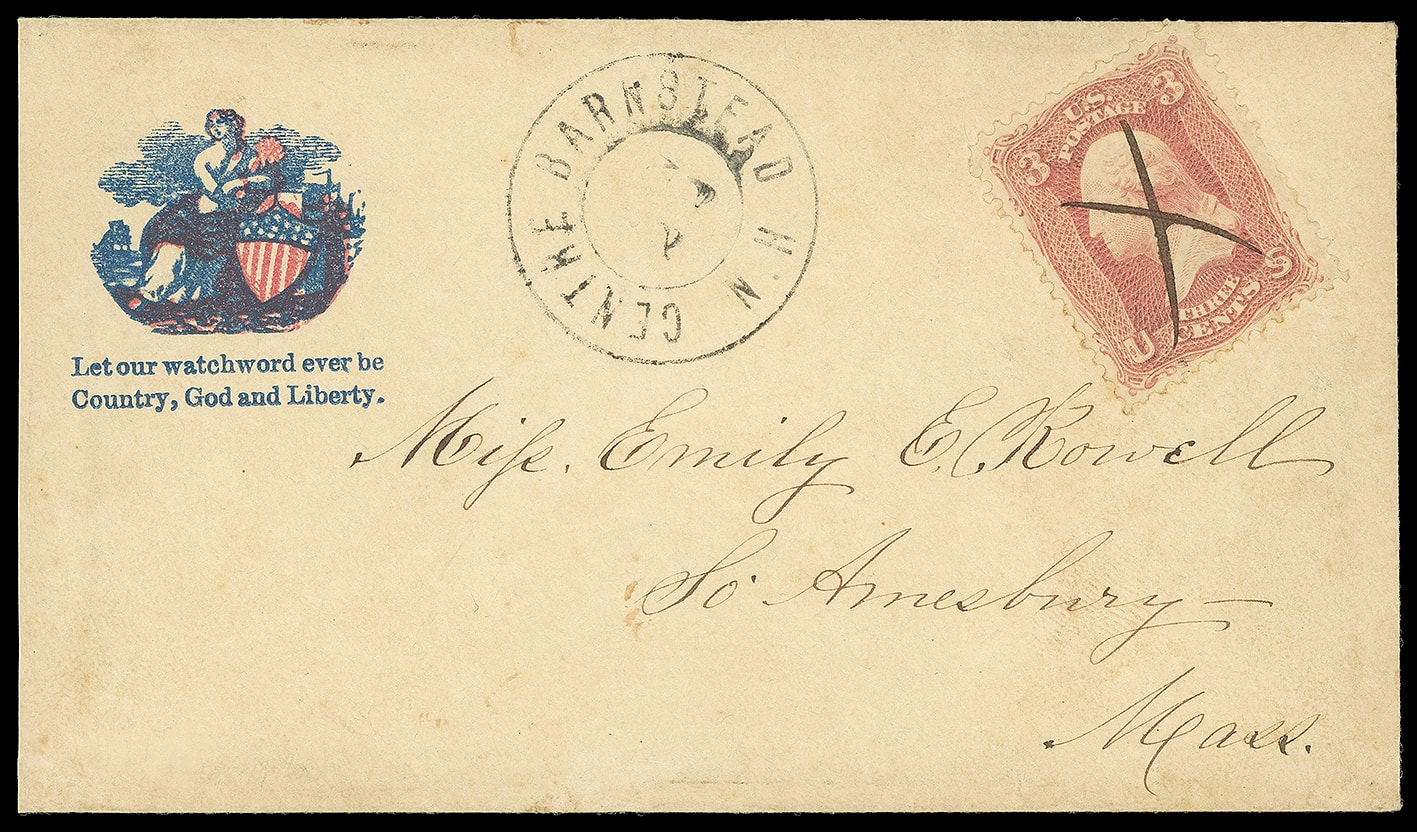 Let our watchword ever be
Country, God and Liberty.
CENTRE BARNSTEAD N.H
3 U.S. POSTAGE 3
U THREE CENTS S
Miss. Emily E. Rowell
So Amesbury —
Mass.